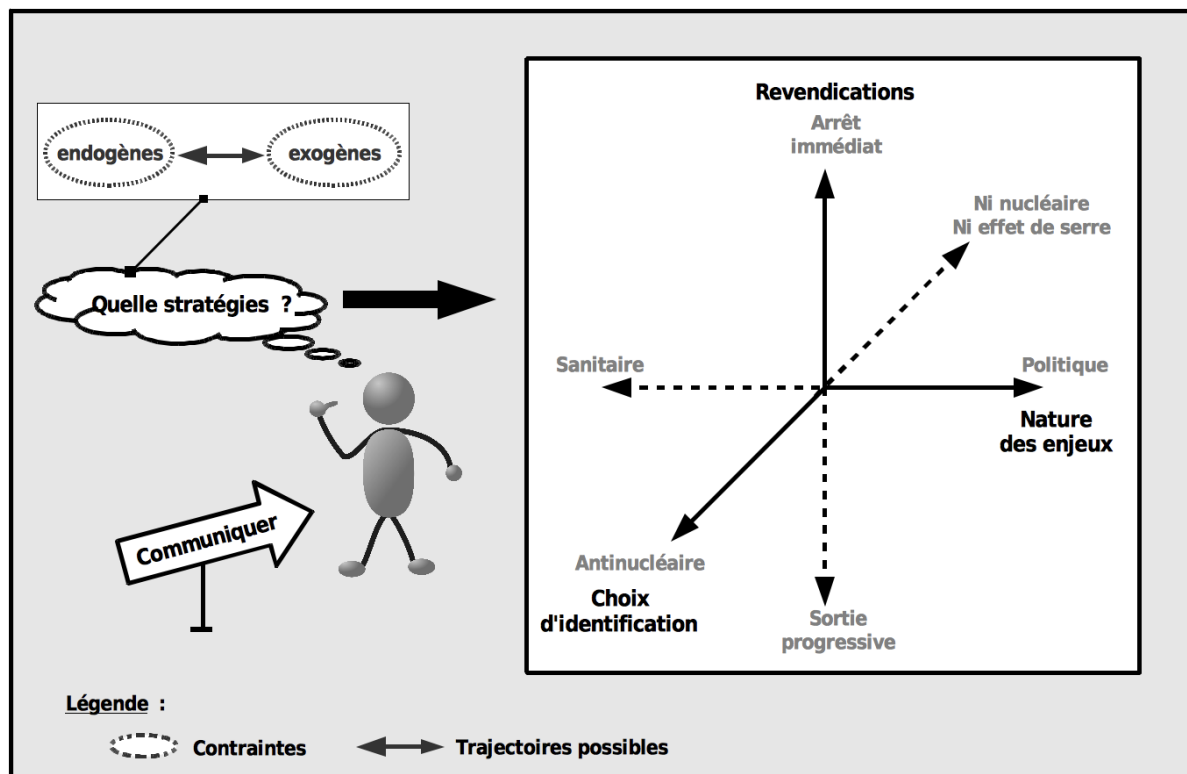 endogènes
exogènes
Quelle stratégies ?
Communiquer
Revendications
Arrêt
immédiat
Ni nucléaire
Ni effet de serre
Sanitaire
Politique
Nature
des enjeux
Antinucléaire
Choix
d'identification
Sortie
progressive
Légende :
Contraintes
Trajectoires possibles